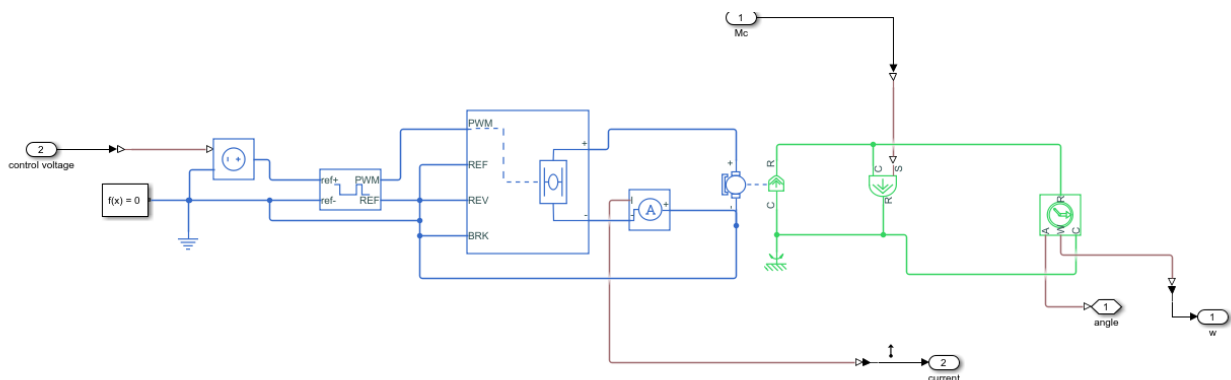 1
Mc
2
control voltage
f(x) = 0
ref+
ref-
PWM
REF
PWM
REF
REV
BRK
+
-
I
A
+
-
+
-
R
C
C
S
R
R
A
W
C
1
angle
1
w
2
current